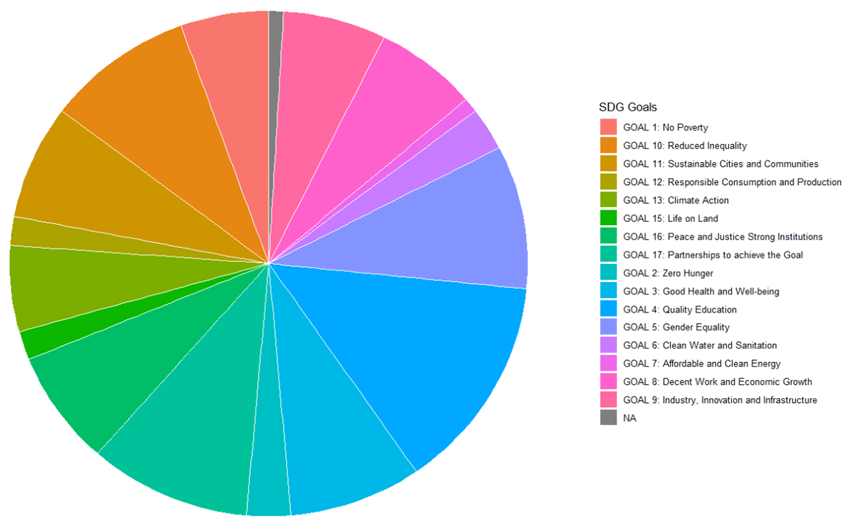 SDG Goals
GOAL 1: No Poverty
GOAL 10: Reduced Inequality
GOAL 11: Sustainable Cities and Communities
GOAL 12: Responsible Consumption and Production
GOAL 13: Climate Action
GOAL 15: Life on Land
GOAL 16: Peace and Justice Strong Institutions
GOAL 17: Partnerships to achieve the Goal
GOAL 2: Zero Hunger
GOAL 3: Good Health and Well-being
GOAL 4: Quality Education
GOAL 5: Gender Equality
GOAL 6: Clean Water and Sanitation
GOAL 7: Affordable and Clean Energy
GOAL 8: Decent Work and Economic Growth
GOAL 9: Industry, Innovation and Infrastructure
NA